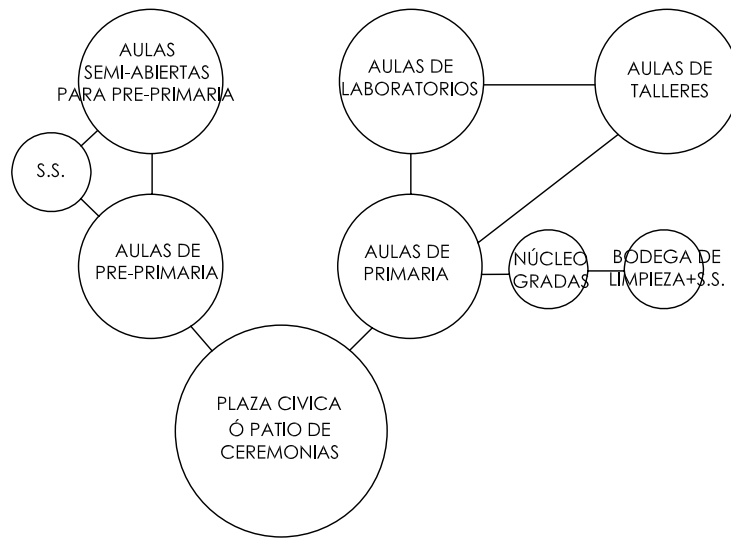 AULAS
SEMI-ABIERTAS
PARA PRE-PRIMARIA
AULAS DE
LABORATORIOS
AULAS DE
TALLERES
S.S.
AULAS DE
PRE-PRIMARIA
AULAS DE
PRIMARIA
NÚCLEO
GRADAS
BODEGA DE
LIMPIEZA+S.S.
PLAZA CIVICA
Ó PATIO DE
CEREMONIAS